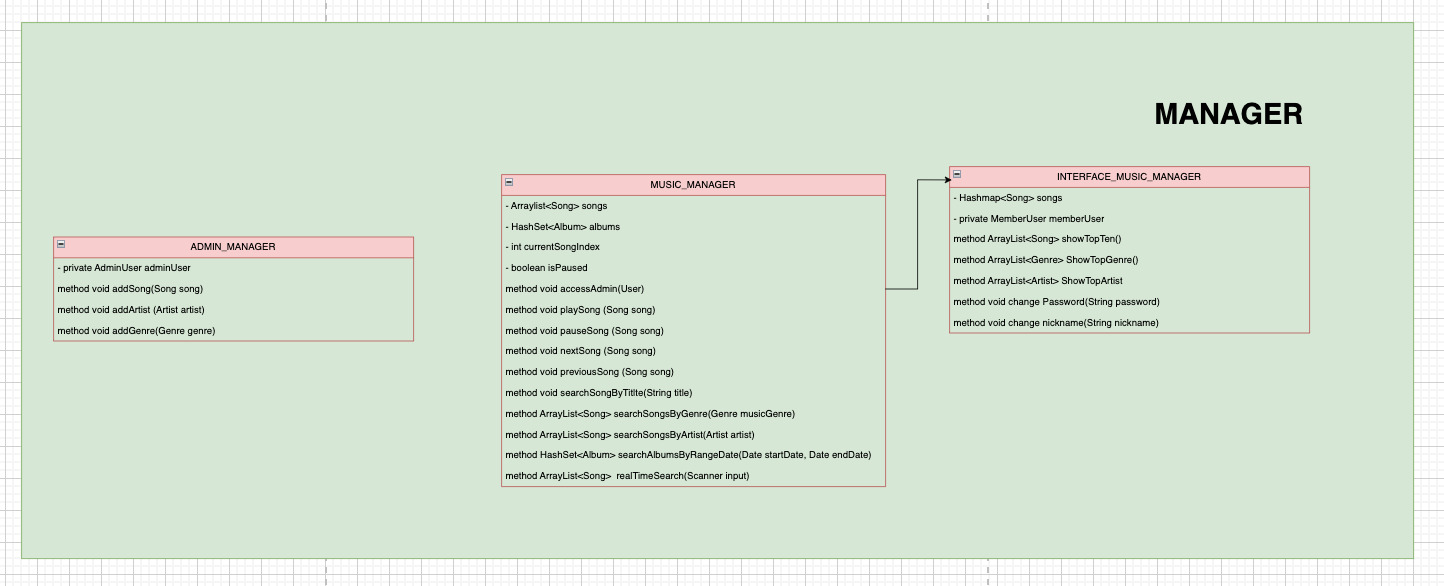 MANAGER
ADMIN_MANAGER
- private AdminUser adminUser
method void addSong(Song song)
method void addArtist (Artist artist)
method void addGenre(Genre genre)
MUSIC_MANAGER
- Arraylist<Song> songs
- HashSet<Album> albums
- int currentSongIndex
- boolean isPaused
method void accessAdmin(User)
method void playSong (Song song)
method void pauseSong (Song song)
method void nextSong (Song song)
method void previousSong (Song song)
method void searchSongByTitlte(String title)
method ArrayList<Song> searchSongsByGenre(Genre musicGenre)
method ArrayList<Song> searchSongsByArtist(Artist artist)
method HashSet<Album> searchAlbumsByRangeDate(Date startDate, Date endDate)
method ArrayList<Song>  realTimeSearch(Scanner input)
INTERFACE_MUSIC_MANAGER
- Hashmap<Song> songs
- private MemberUser memberUser
method ArrayList<Song> showTopTen()
method ArrayList<Genre> ShowTopGenre()
method ArrayList<Artist> ShowTopArtist
method void change Password(String password)
method void change nickname(String nickname)